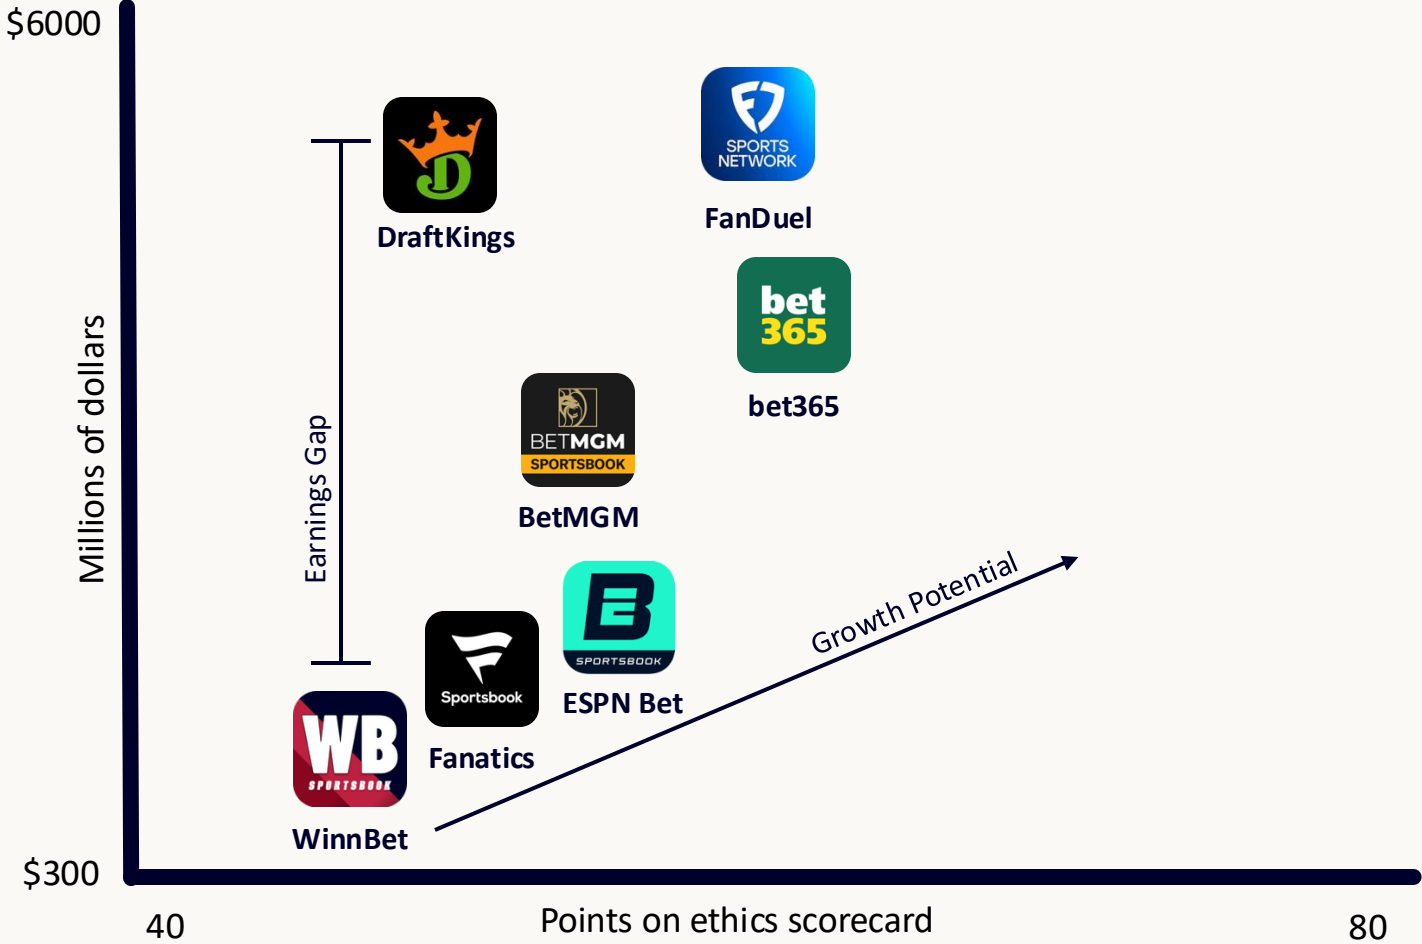 $6000
SPORTS
NETWORK
FanDuel
D
DraftKings
bet
365
bet365
Millions of dollars
Earnings Gap
BETMGM
SPORTSBOOK
BetMGM
Growth Potential
SPORTSBOOK
ESPN Bet
Sportsbook
Fanatics
WB
SPORTSBOOK
WinnBet
$300
40
Points on ethics scorecard
80